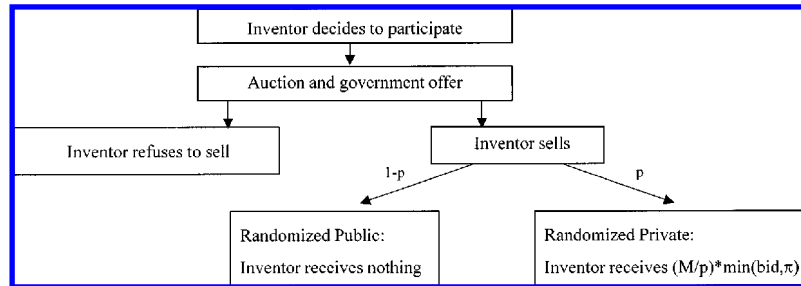 Inventor decides to participate
Auction and government offer
Inventor refuses to sell
Inventor sells
1-p
p
Randomized Public:
Inventor receives nothing
Randomized Private:
Inventor receives (M/p)*min(bid,π)